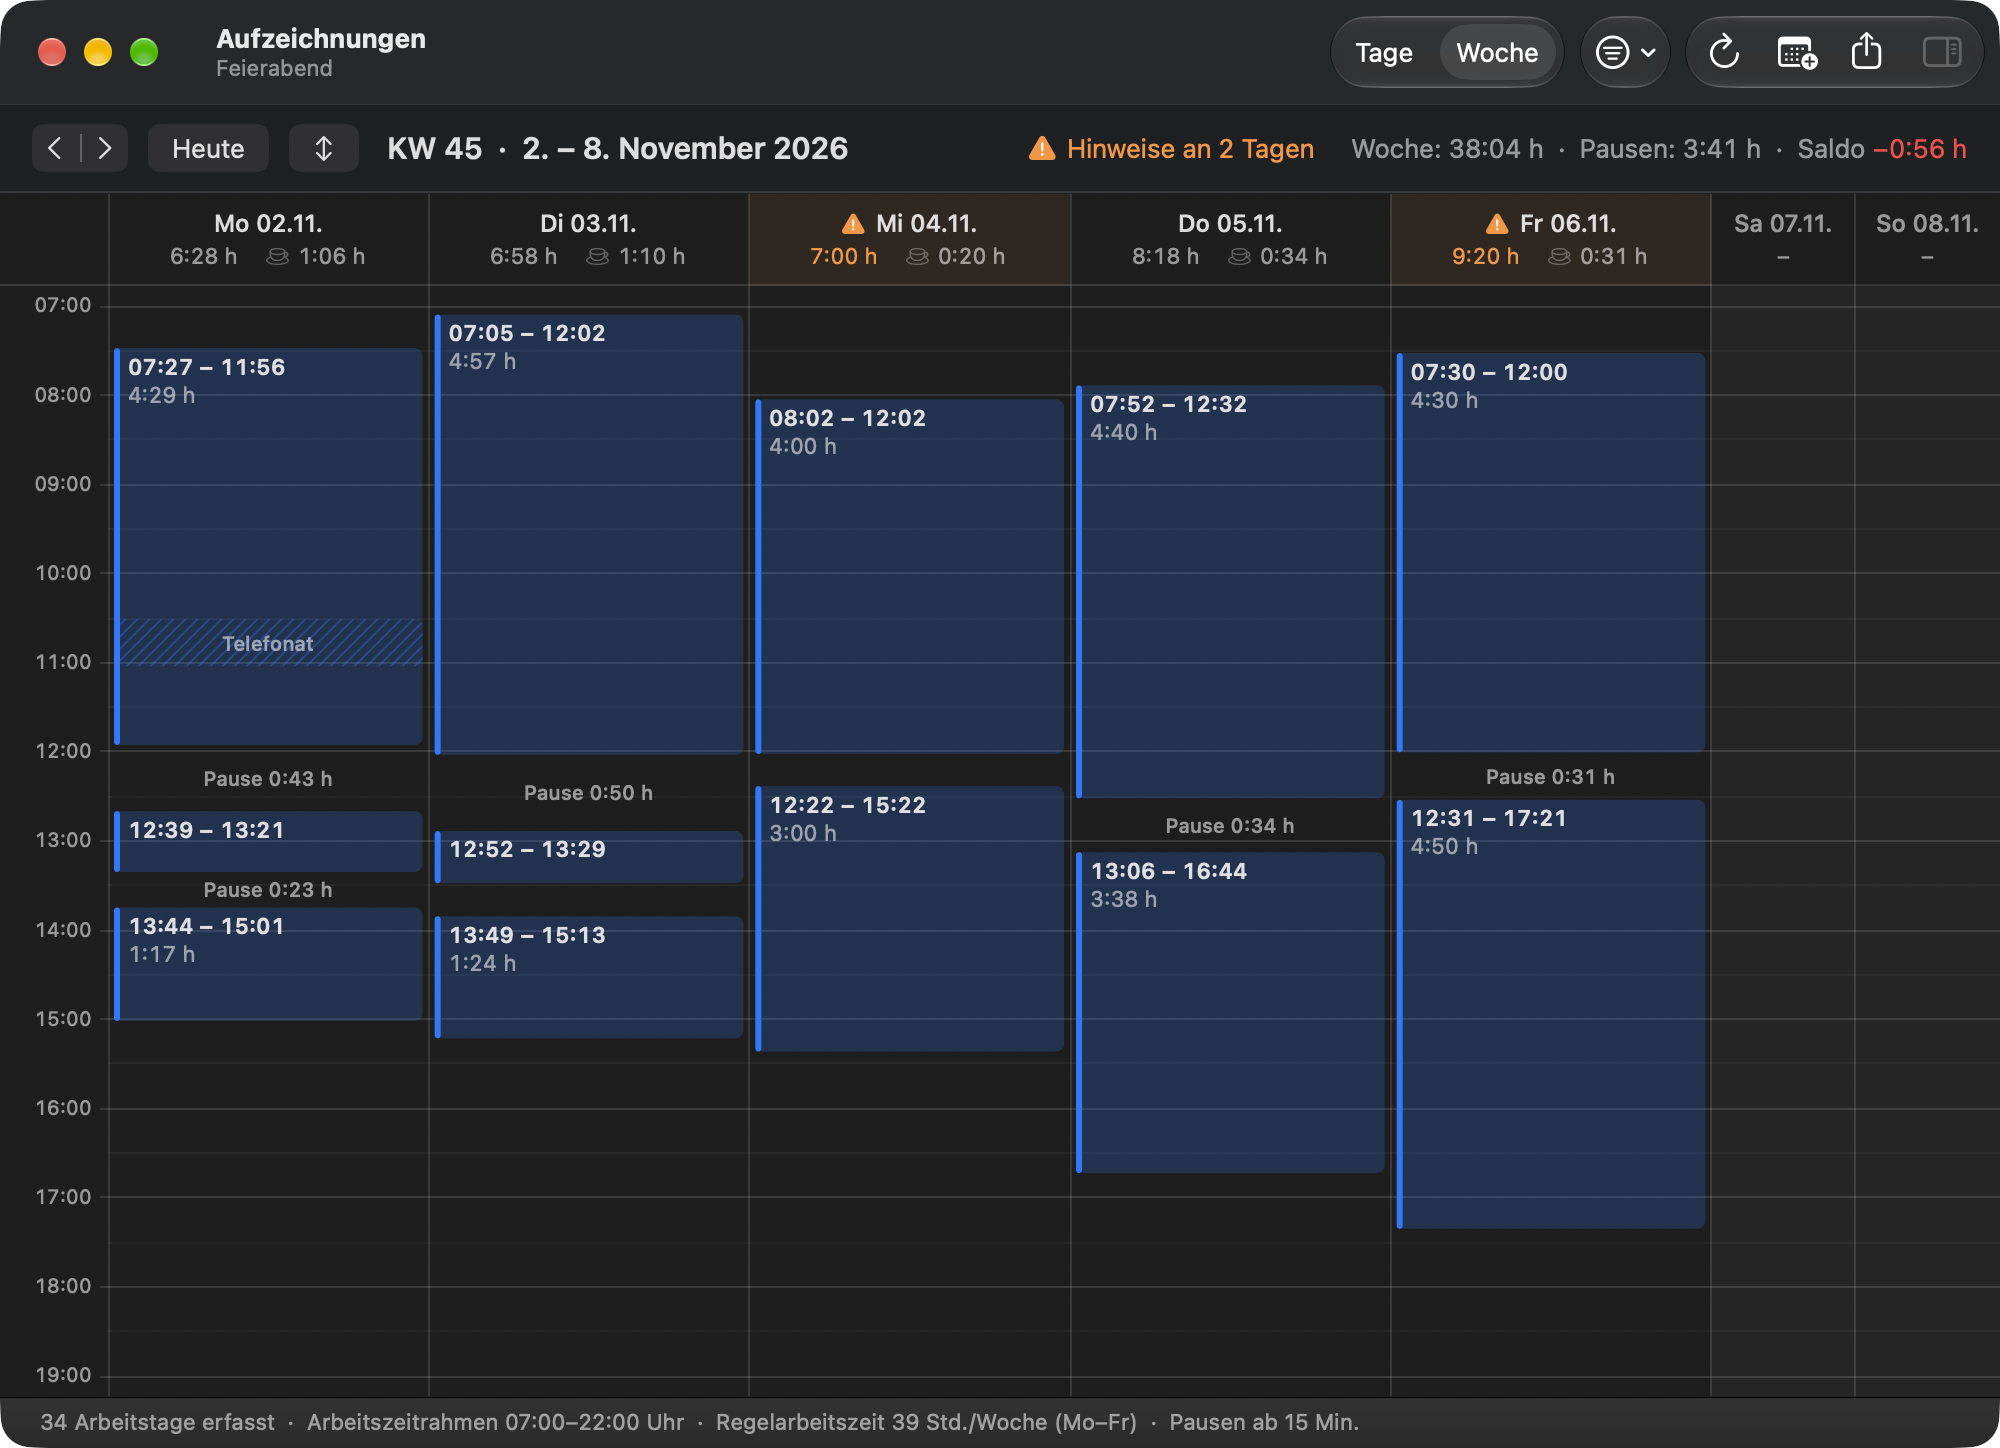 Aufzeichnungen
Feierabend
Tage Woche
Heute
KW 45 · 2. – 8. November 2026
Hinweise an 2 Tagen
Woche: 38:04 h · Pausen: 3:41 h · Saldo −0:56 h
Mo 02.11.
6:28 h 1:06 h
Di 03.11.
6:58 h 1:10 h
Mi 04.11.
7:00 h 0:20 h
Do 05.11.
8:18 h 0:34 h
Fr 06.11.
9:20 h 0:31 h
Sa 07.11.
–
So 08.11.
–
07:00
08:00
09:00
10:00
11:00
12:00
13:00
14:00
15:00
16:00
17:00
18:00
19:00
07:27 – 11:56
4:29 h
Telefonat
Pause 0:43 h
12:39 – 13:21
Pause 0:23 h
13:44 – 15:01
1:17 h
07:05 – 12:02
4:57 h
Pause 0:50 h
12:52 – 13:29
13:49 – 15:13
1:24 h
08:02 – 12:02
4:00 h
12:22 – 15:22
3:00 h
07:52 – 12:32
4:40 h
Pause 0:34 h
13:06 – 16:44
3:38 h
07:30 – 12:00
4:30 h
Pause 0:31 h
12:31 – 17:21
4:50 h
34 Arbeitstage erfasst · Arbeitszeitrahmen 07:00–22:00 Uhr · Regelarbeitszeit 39 Std./Woche (Mo–Fr) · Pausen ab 15 Min.